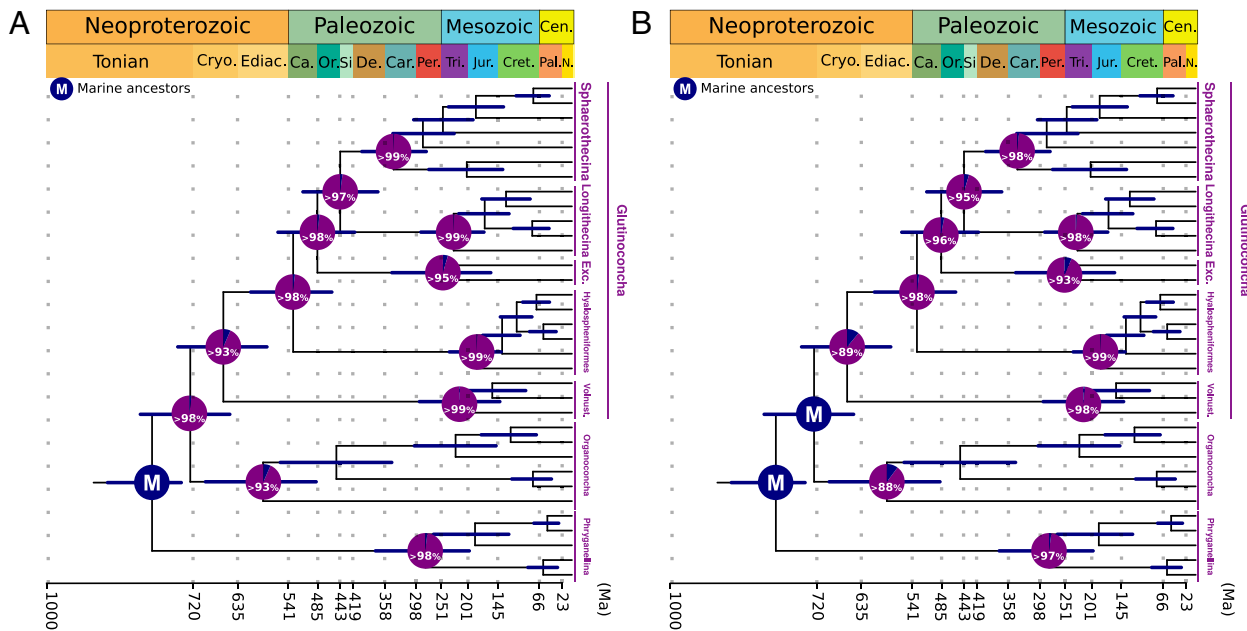 A
Neoproterozoic Paleozoic Mesozoic Cen.
Tonian Cryo. Ediac. Ca. Or. Si De. Car. Per. Tri. Jur. Cret. Pal. N.
M Marine ancestors
Sphaerothecina
>99%
>97%
Longithecina
>98%
>99%
Glutinoconcha
Exc.
>95%
>98%
Hyalospheniformes
>93%
>99%
Volnust.
>99%
>98%
Organoconcha
M
>93%
Phryganellina
>98%
1000 720 635 541 485 443 419 358 298 251 201 145 66 23 (Ma)
B
Neoproterozoic Paleozoic Mesozoic Cen.
Tonian Cryo. Ediac. Ca. Or. Si De. Car. Per. Tri. Jur. Cret. Pal. N.
M Marine ancestors
Sphaerothecina
>98%
>95%
Longithecina
>96%
>98%
Glutinoconcha
Exc.
>93%
>98%
Hyalospheniformes
>89%
>99%
Volnust.
>98%
M
Organoconcha
M
>88%
Phryganellina
>97%
1000 720 635 541 485 443 419 358 298 251 201 145 66 23 (Ma)